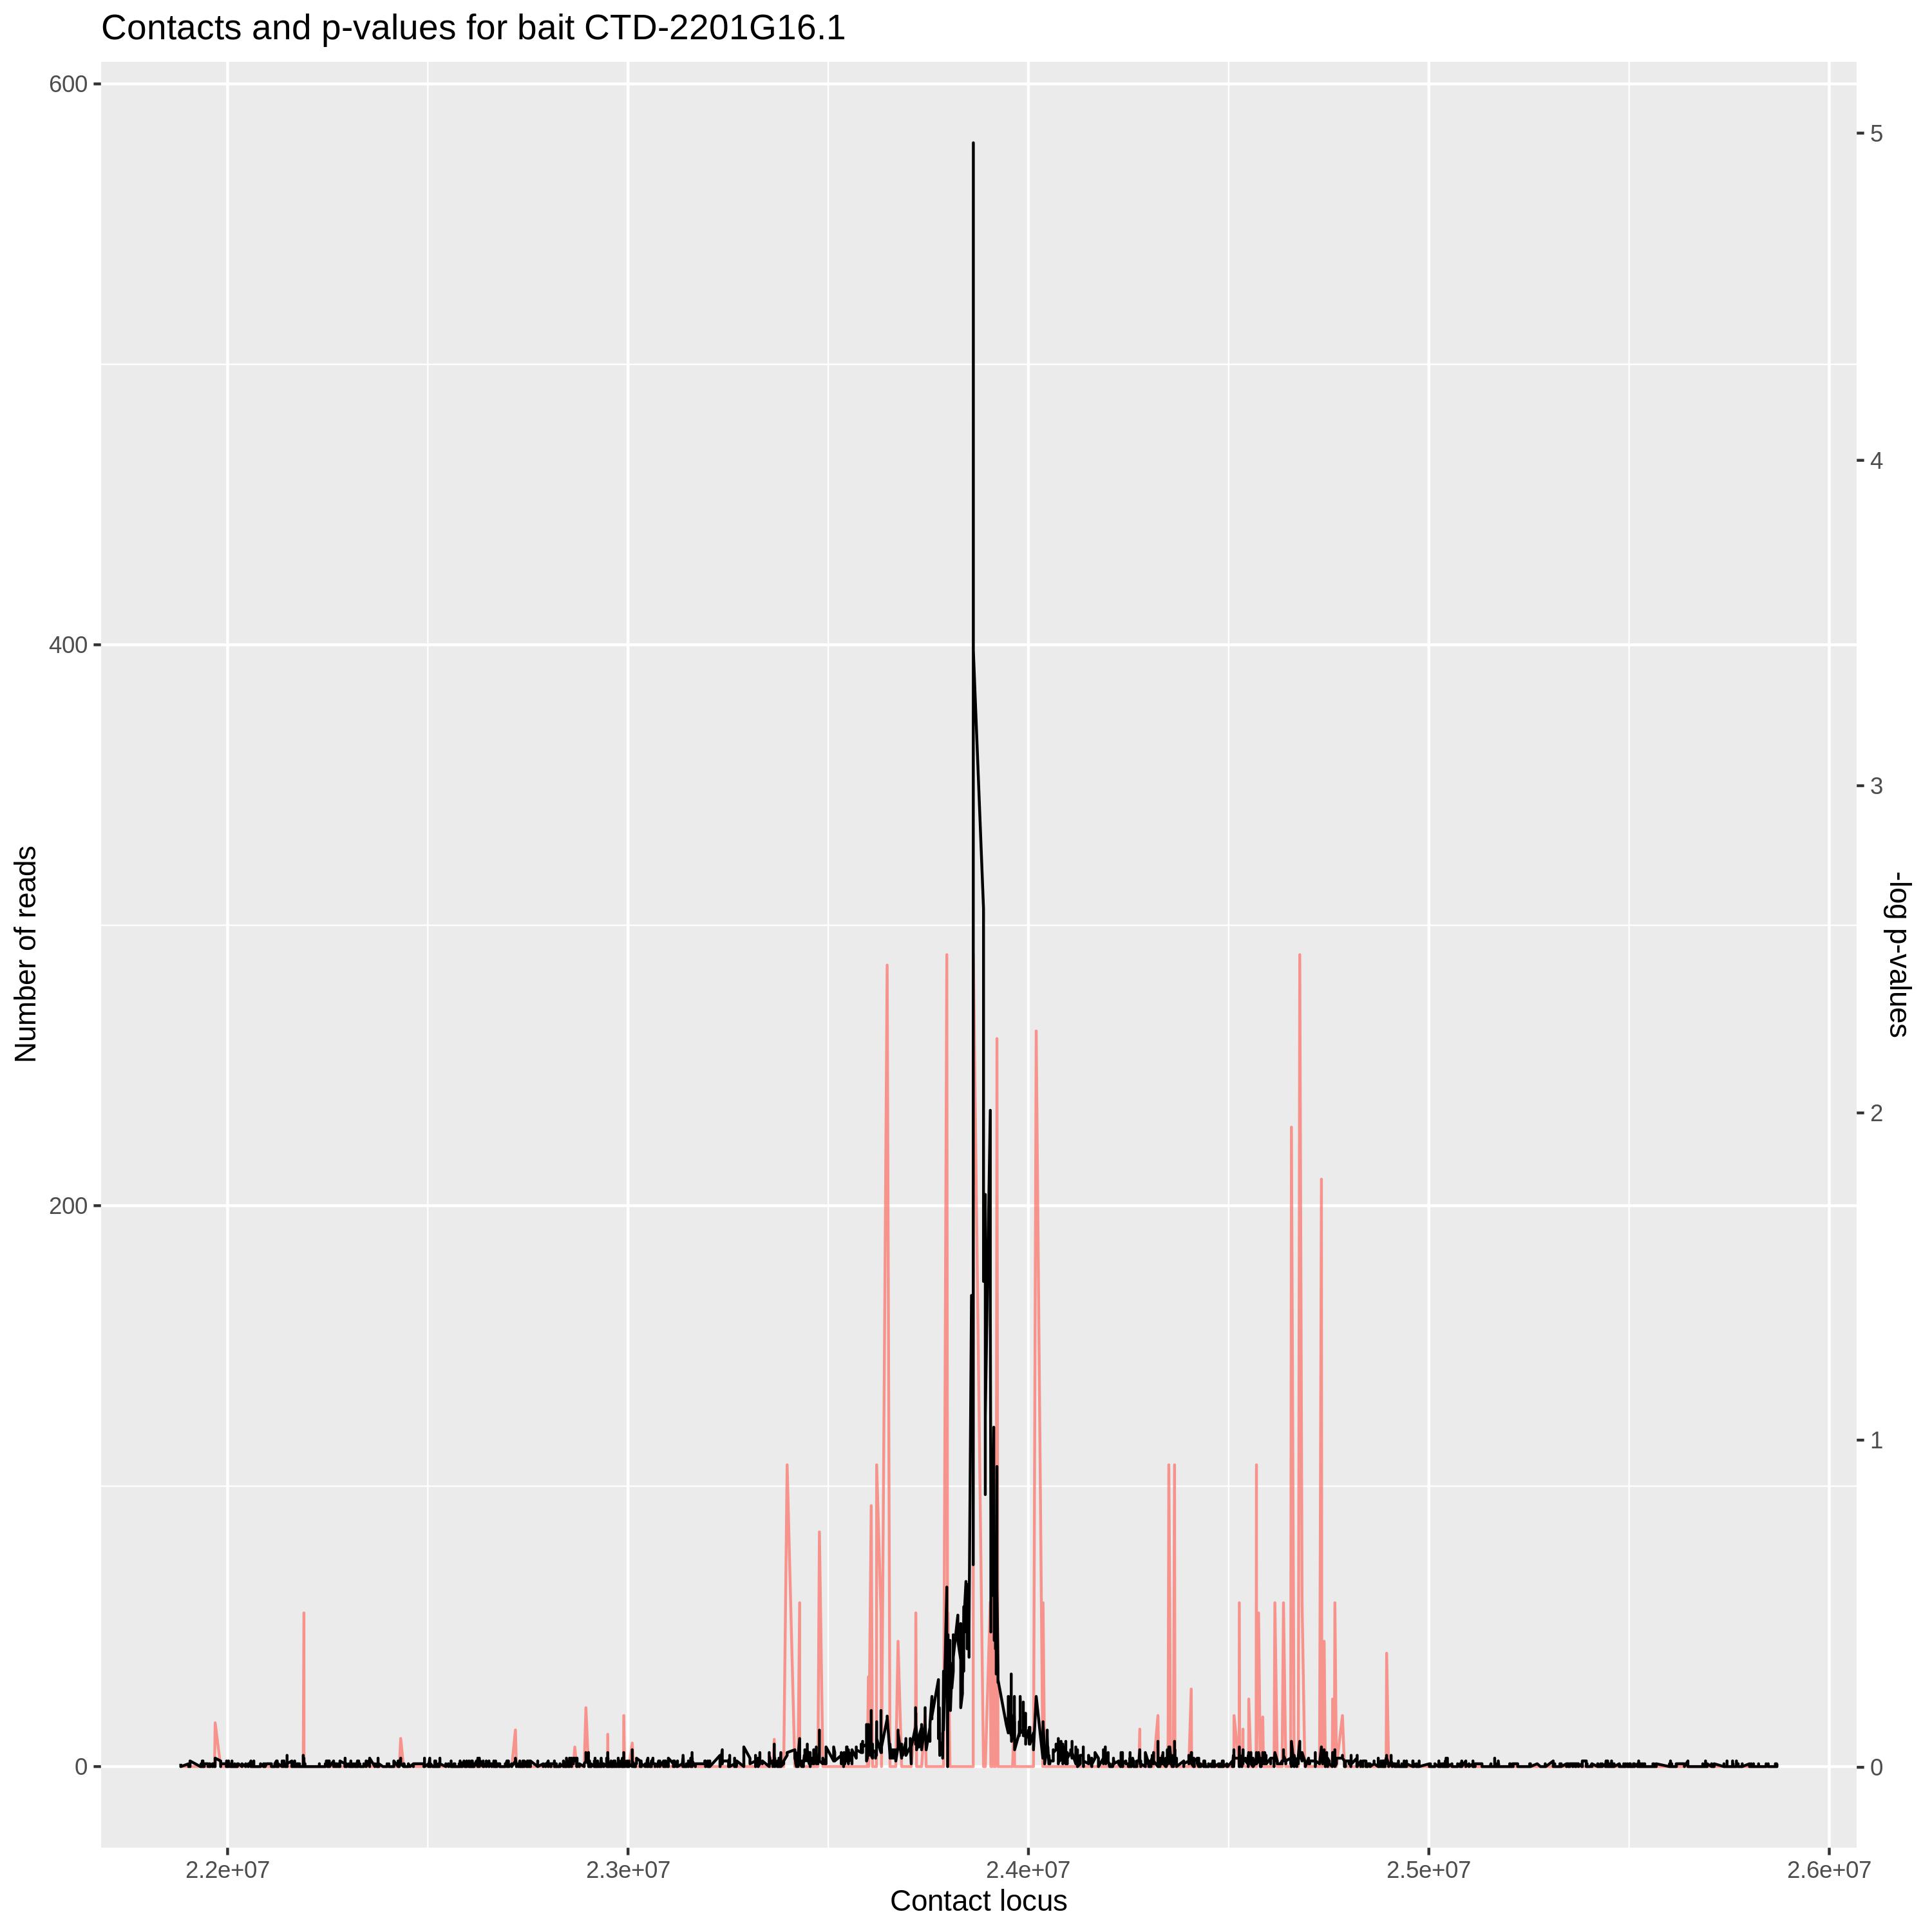 Contacts and p-values for bait CTD-2201G16.1
600
400
200
0
Number of reads
5
4
3
2
1
0
-log p-values
2.2e+07 2.3e+07 2.4e+07 2.5e+07 2.6e+07
Contact locus